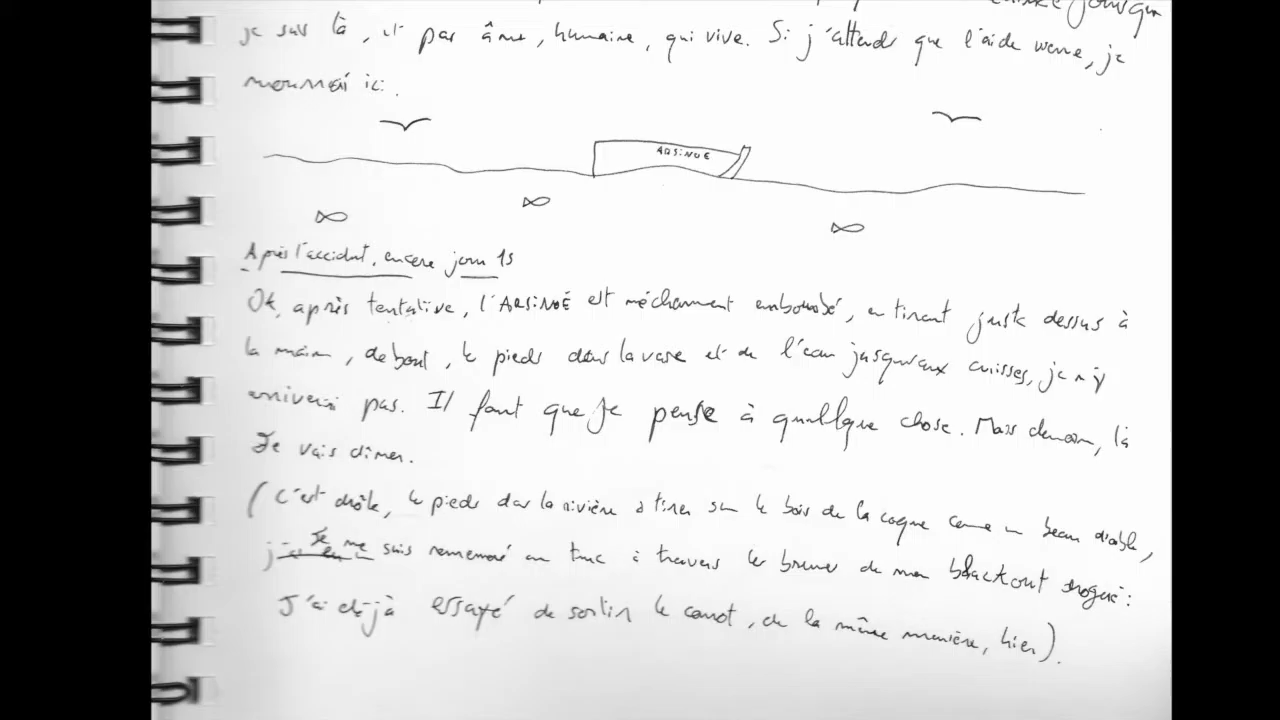 jusqu
je suis là, et pas âme, humaine, qui vive. Si j'attends que l'aide vienne, je
mourrai ici.
ARSiNOE
Après l'accident, encore jour 15
Ok, après tentative, l'ARSiNOÉ est méchamment embourbé, en tirant juste dessus à
la main, debout, le pieds dans la vase et de l'eau jusqu'aux cuisses, je n'y
arriverai pas. Il faut que je pense à quelque chose. Mais demain, là
Je vais dîner.
(C'est drôle, le pieds dans la rivière à tirer sur le bois de la coque comme un beau diable,
Je me suis remémoré un truc à travers les brumes de mon blackout drogué :
J'ai déjà essayé de sortir le canot, de la même manière, hier).